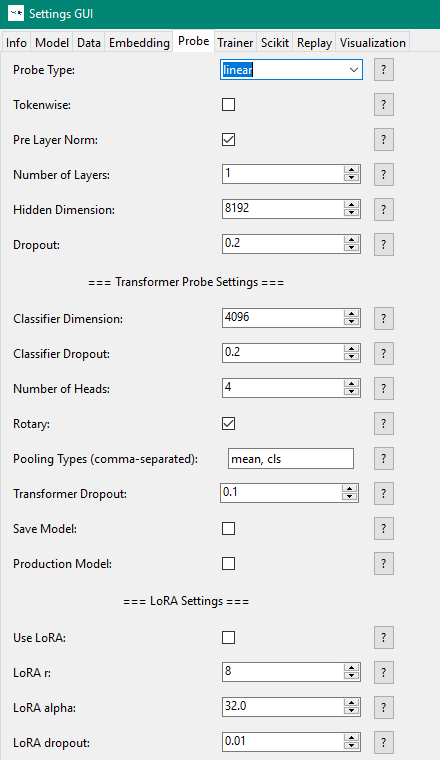 Settings GUI
Info Model Data Embedding Probe Trainer Scikit Replay Visualization
Probe Type: linear ?
Tokenwise: ?
Pre Layer Norm: ?
Number of Layers: 1 ?
Hidden Dimension: 8192 ?
Dropout: 0.2 ?
=== Transformer Probe Settings ===
Classifier Dimension: 4096 ?
Classifier Dropout: 0.2 ?
Number of Heads: 4 ?
Rotary: ?
Pooling Types (comma-separated): mean, cls ?
Transformer Dropout: 0.1 ?
Save Model: ?
Production Model: ?
=== LoRA Settings ===
Use LoRA: ?
LoRA r: 8 ?
LoRA alpha: 32.0 ?
LoRA dropout: 0.01 ?